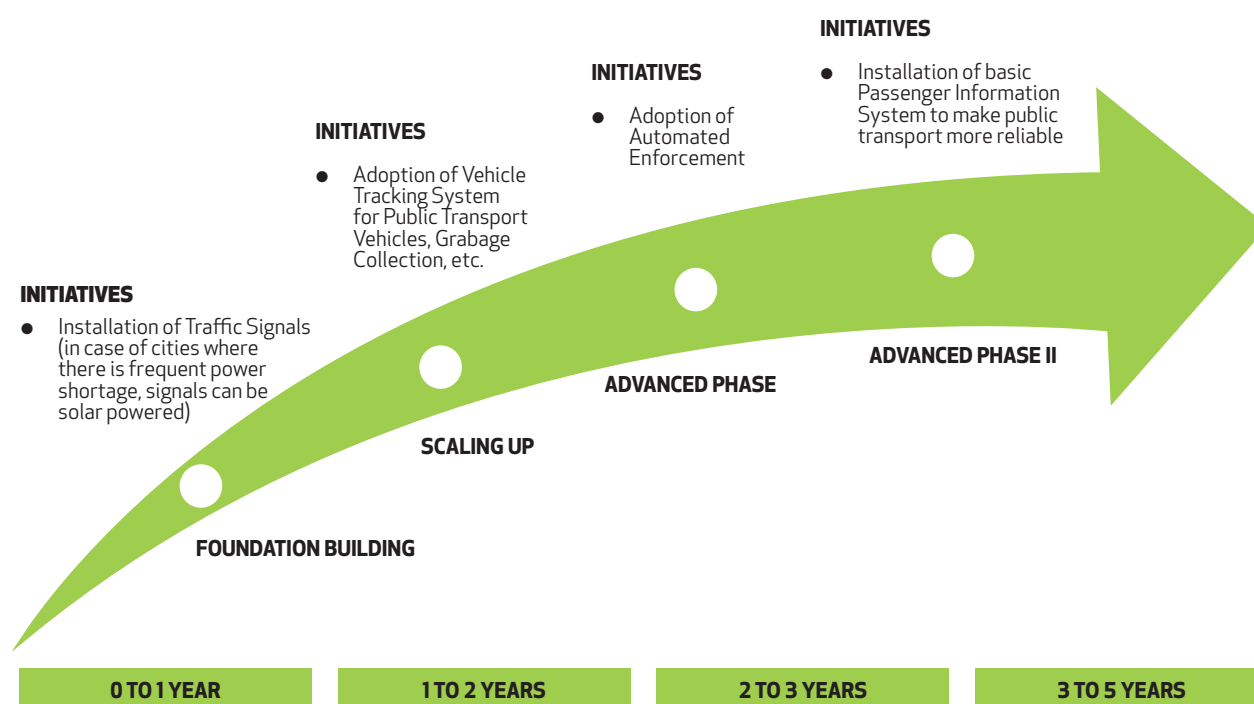 INITIATIVES
● Installation of Traffic Signals
(in case of cities where
there is frequent power
shortage, signals can be
solar powered)
FOUNDATION BUILDING
INITIATIVES
● Adoption of Vehicle
Tracking System
for Public Transport
Vehicles, Grabage
Collection, etc.
SCALING UP
INITIATIVES
● Adoption of
Automated
Enforcement
ADVANCED PHASE
INITIATIVES
● Installation of basic
Passenger Information
System to make public
transport more reliable
ADVANCED PHASE II
0 TO 1 YEAR
1 TO 2 YEARS
2 TO 3 YEARS
3 TO 5 YEARS